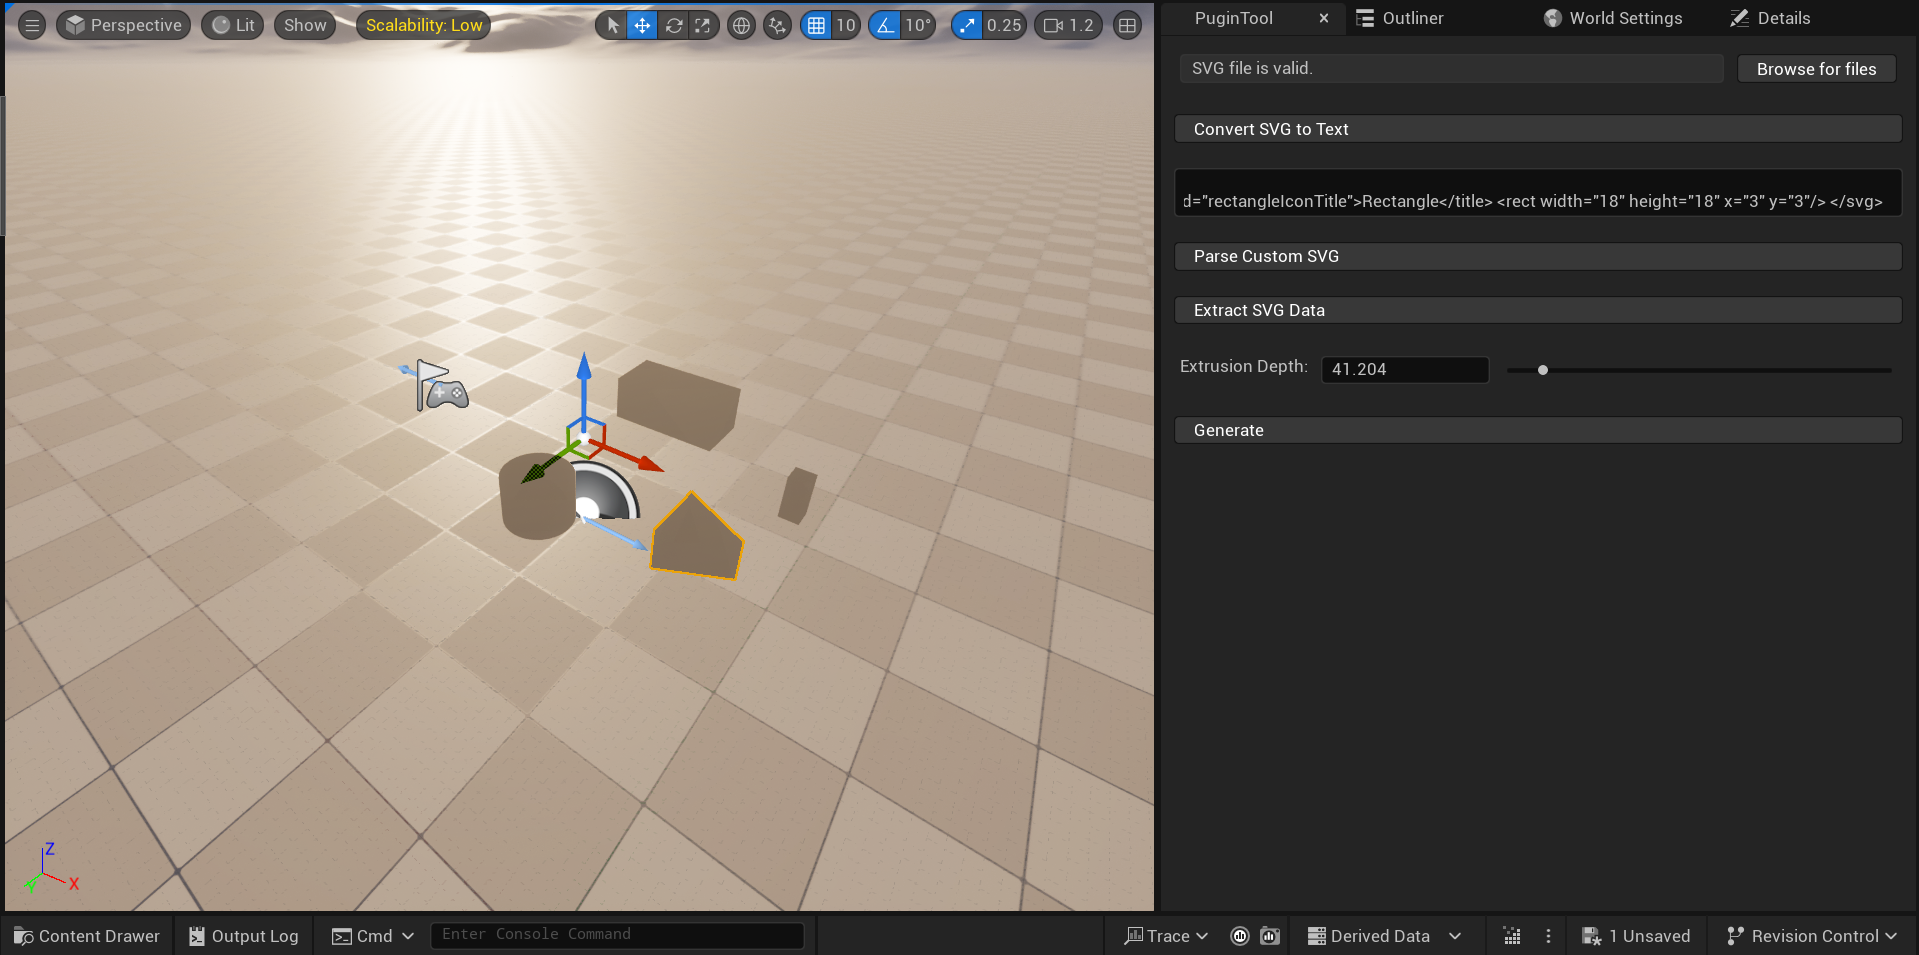 Perspective Lit Show Scalability: Low 10 10° 0.25 1.2
PuginTool × Outliner World Settings Details
SVG file is valid. Browse for files
Convert SVG to Text
d="rectangleIconTitle">Rectangle</title> <rect width="18" height="18" x="3" y="3"/> </svg>
Parse Custom SVG
Extract SVG Data
Extrusion Depth: 41.204
Generate
Z
X
Y
Content Drawer Output Log Cmd Enter Console Command Trace Derived Data 1 Unsaved Revision Control